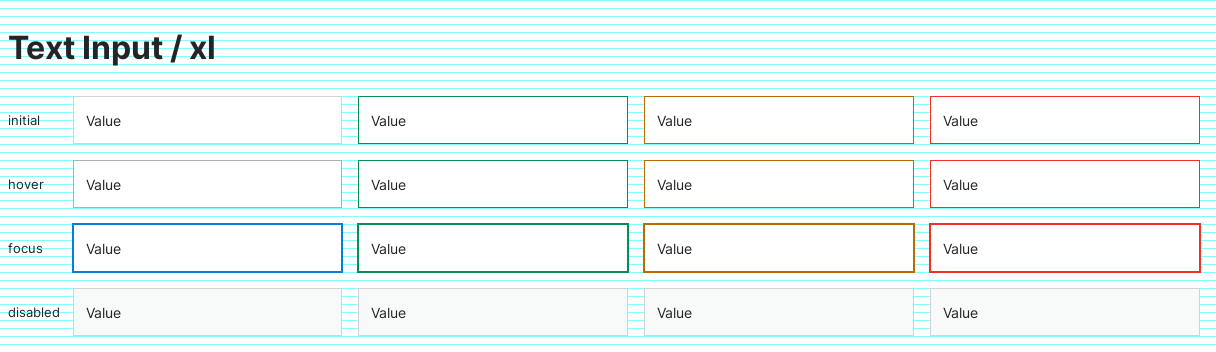 Text Input / xl
initial Value Value Value Value
hover Value Value Value Value
focus Value Value Value Value
disabled Value Value Value Value